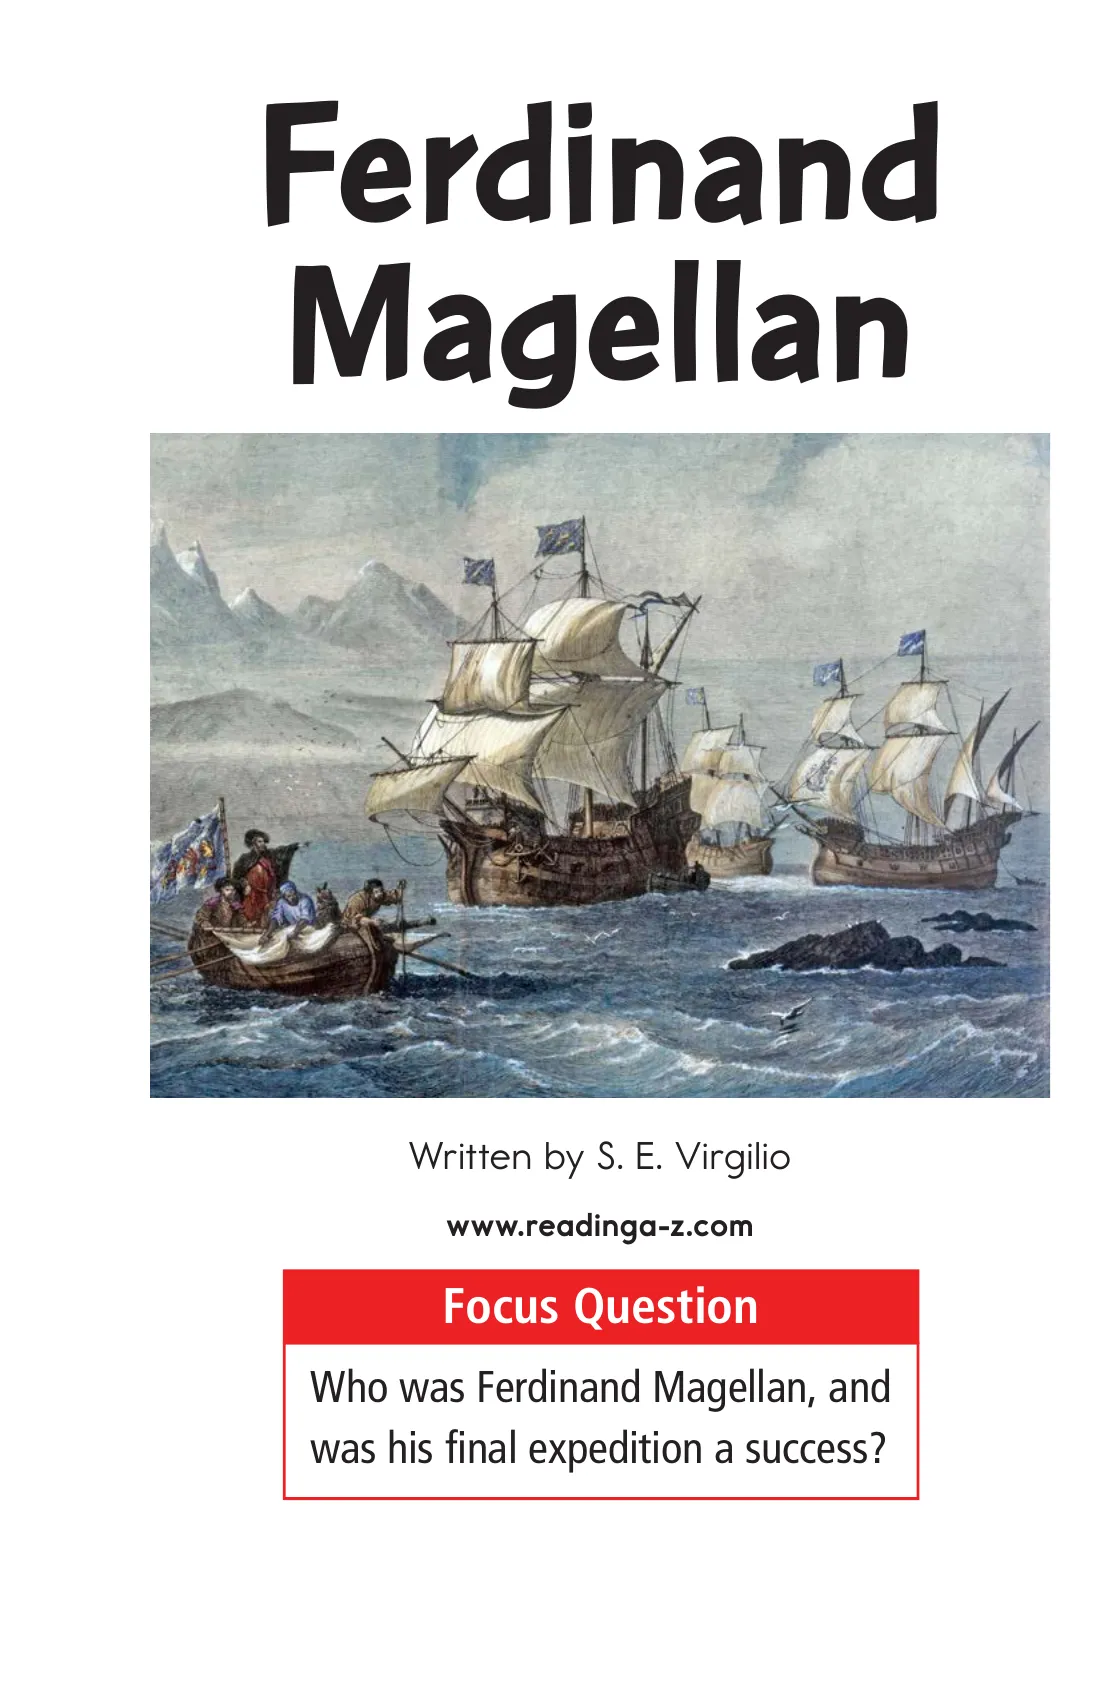 Ferdinand
Magellan
Written by S. E. Virgilio
www.readinga-z.com
Focus Question
Who was Ferdinand Magellan, and
was his final expedition a success?